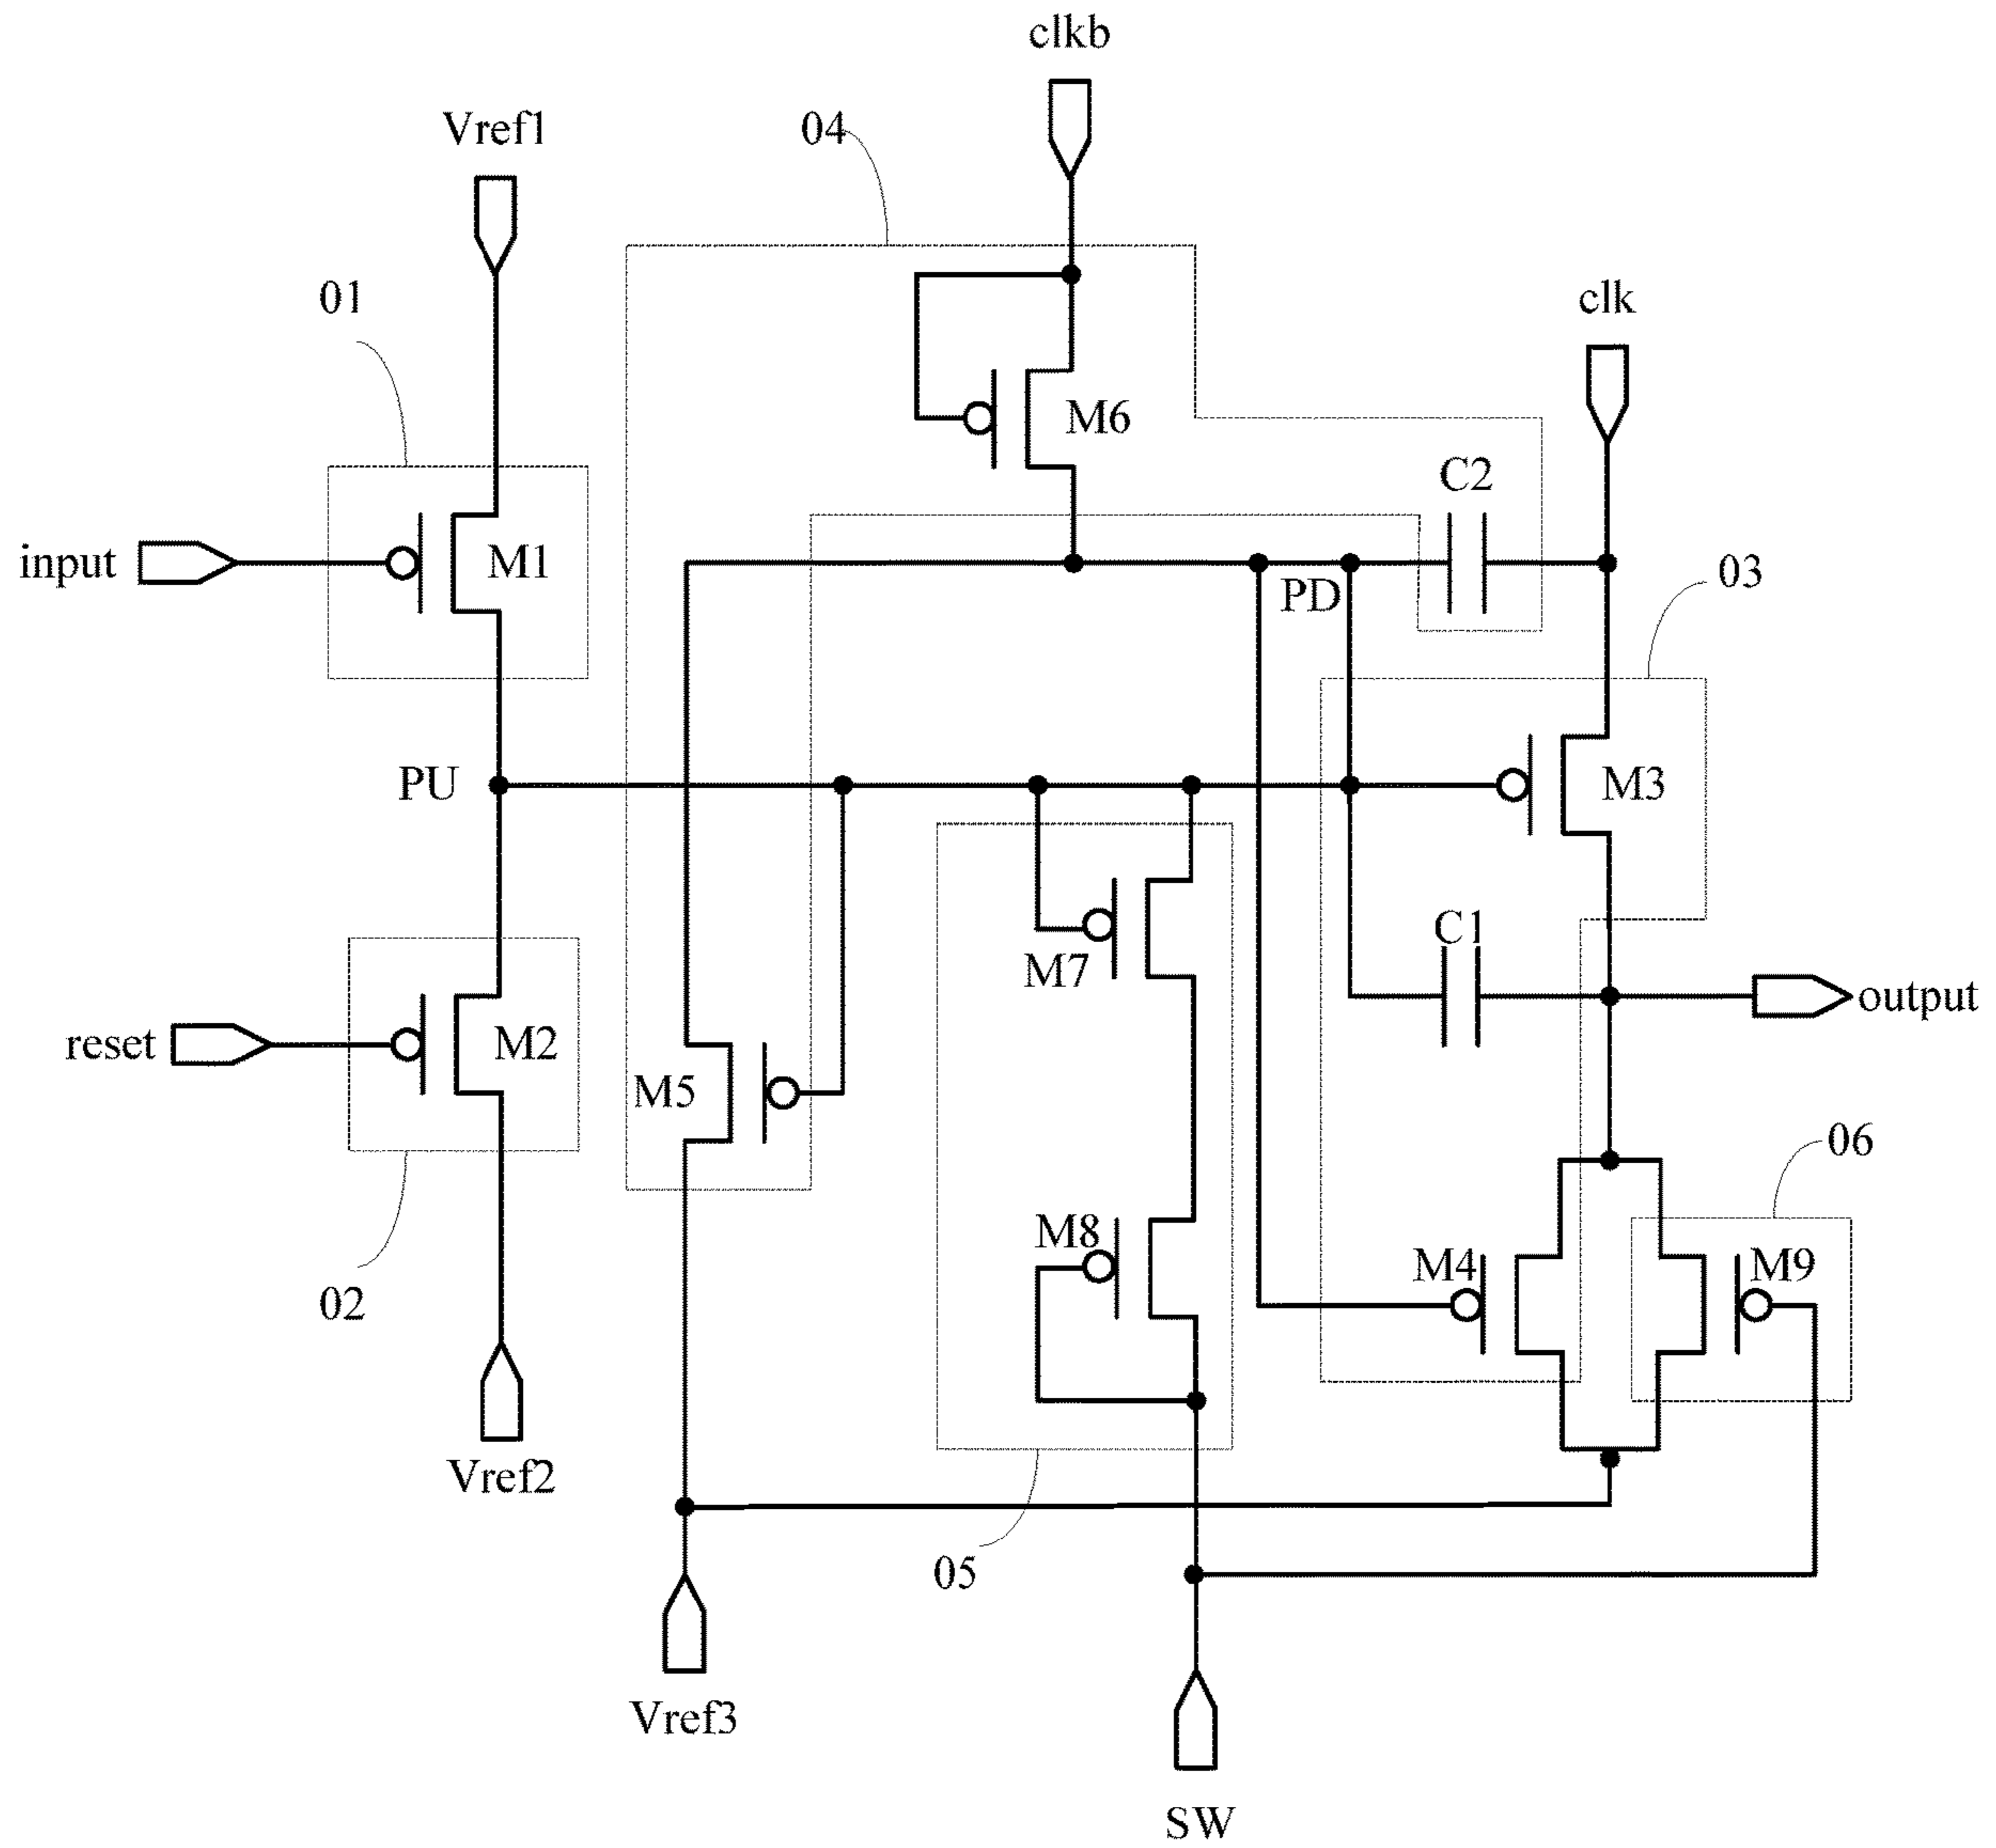 clkb
Vref1
04
01
clk
M6
C2
input
M1
03
PD
PU
M3
C1
M7
output
reset
M2
M5
06
M8
M4
M9
02
Vref2
05
Vref3
SW